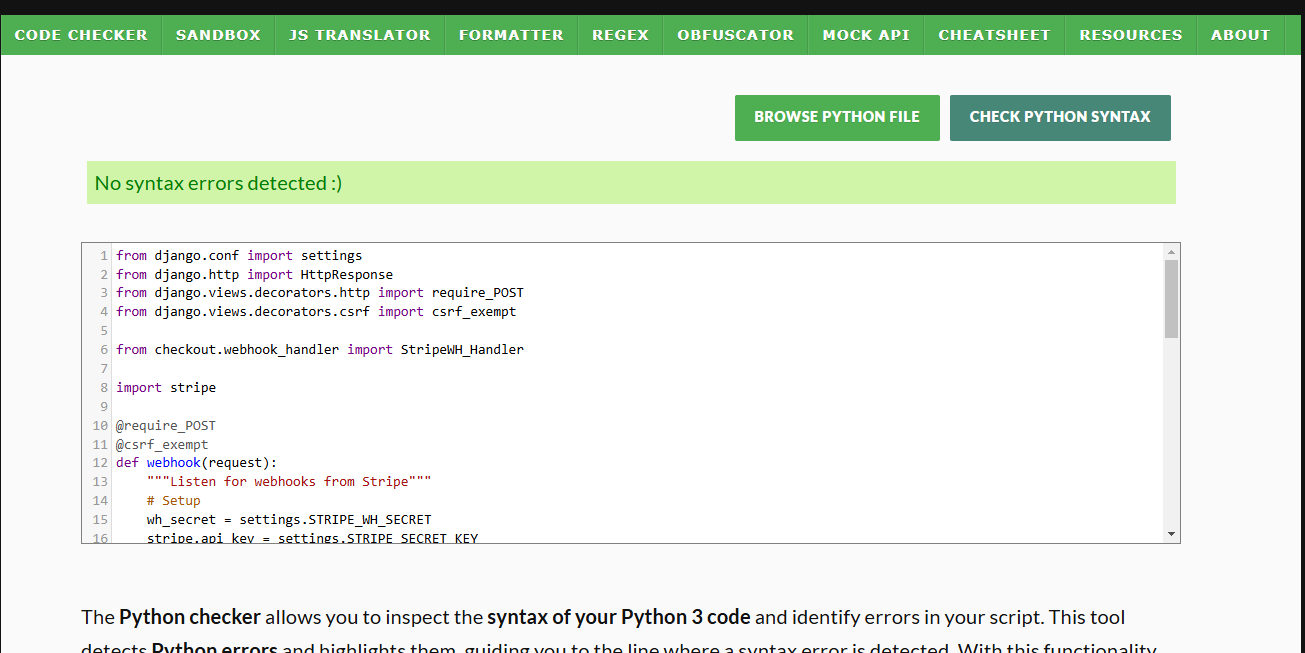 CODE CHECKER SANDBOX JS TRANSLATOR FORMATTER REGEX OBFUSCATOR MOCK API CHEATSHEET RESOURCES ABOUT
BROWSE PYTHON FILE CHECK PYTHON SYNTAX
No syntax errors detected :)
1 from django.conf import settings
2 from django.http import HttpResponse
3 from django.views.decorators.http import require_POST
4 from django.views.decorators.csrf import csrf_exempt
5
6 from checkout.webhook_handler import StripeWH_Handler
7
8 import stripe
9
10 @require_POST
11 @csrf_exempt
12 def webhook(request):
13     """Listen for webhooks from Stripe"""
14     # Setup
15     wh_secret = settings.STRIPE_WH_SECRET
16     stripe.api_key = settings.STRIPE_SECRET_KEY
The Python checker allows you to inspect the syntax of your Python 3 code and identify errors in your script. This tool
detects Python errors and highlights them, guiding you to the line where a syntax error is detected. With this functionality